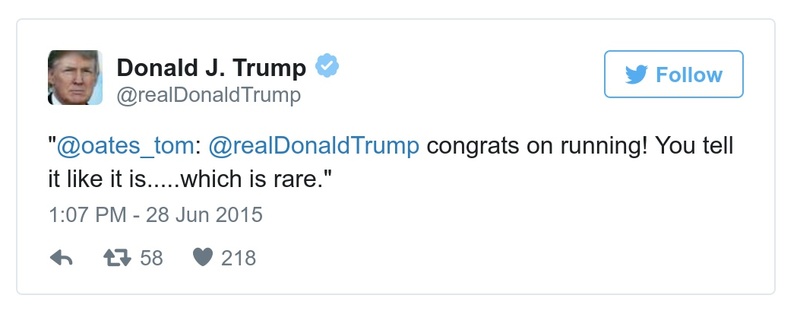 Donald J. Trump
@realDonaldTrump
Follow
"@oates_tom: @realDonaldTrump congrats on running! You tell
it like it is.....which is rare."
1:07 PM - 28 Jun 2015
58 218